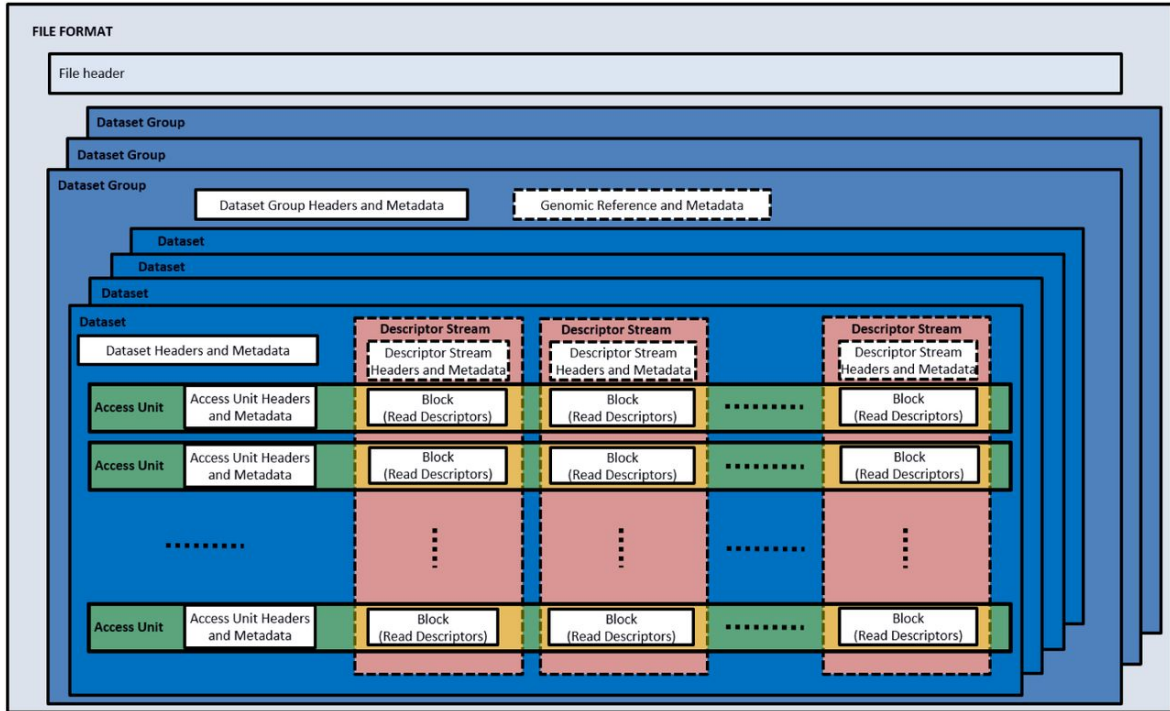 FILE FORMAT
File header
Dataset Group
Dataset Group
Dataset Group
Dataset Group Headers and Metadata
Genomic Reference and Metadata
Dataset
Dataset
Dataset
Dataset
Dataset Headers and Metadata
Descriptor Stream
Descriptor Stream
Headers and Metadata
Descriptor Stream
Descriptor Stream
Headers and Metadata
Descriptor Stream
Descriptor Stream
Headers and Metadata
Access Unit
Access Unit Headers
and Metadata
Block
(Read Descriptors)
Block
(Read Descriptors)
Block
(Read Descriptors)
Access Unit
Access Unit Headers
and Metadata
Block
(Read Descriptors)
Block
(Read Descriptors)
Block
(Read Descriptors)
Access Unit
Access Unit Headers
and Metadata
Block
(Read Descriptors)
Block
(Read Descriptors)
Block
(Read Descriptors)